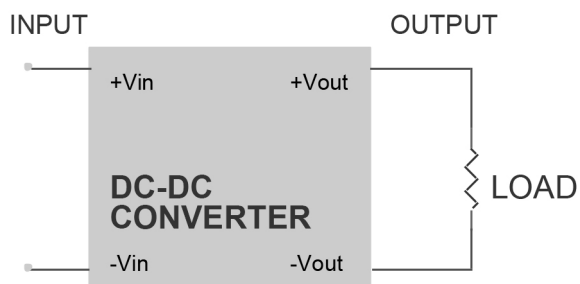 INPUT
OUTPUT
+Vin
+Vout
DC-DC
CONVERTER
LOAD
-Vin
-Vout